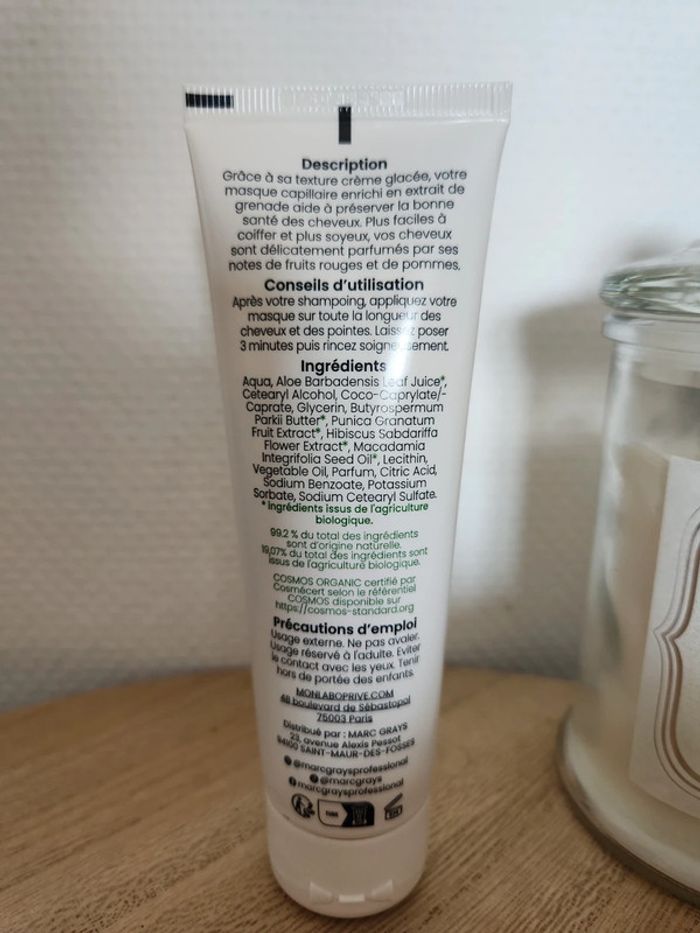 Description
Grâce à sa texture crème glacée, votre
masque capillaire enrichi en extrait de
grenade aide à préserver la bonne
santé des cheveux. Plus faciles à
coiffer et plus soyeux, vos cheveux
sont délicatement parfumés par ses
notes de fruits rouges et de pommes.
Conseils d'utilisation
Après votre shampoing, appliquez votre
masque sur toute la longueur des
cheveux et des pointes. Laissez poser
3 minutes puis rincez soigneusement.
Ingrédients
Aqua, Aloe Barbadensis Leaf Juice*,
Cetearyl Alcohol, Coco-Caprylate/-
Caprate, Glycerin, Butyrospermum
Parkii Butter*, Punica Granatum
Fruit Extract*, Hibiscus Sabdariffa
Flower Extract*, Macadamia
Integrifolia Seed Oil*, Lecithin,
Vegetable Oil, Parfum, Citric Acid,
Sodium Benzoate, Potassium
Sorbate, Sodium Cetearyl Sulfate.
*Ingrédients issus de l'agriculture
biologique.
99.2 % du total des ingrédients
sont d'origine naturelle.
19,07% du total des ingrédients sont
issus de l'agriculture biologique.
COSMOS ORGANIC certifié par
Cosmécert selon le référentiel
COSMOS disponible sur
https://cosmos-standard.org
Précautions d'emploi
Usage externe. Ne pas avaler.
Usage réservé à l'adulte. Eviter
le contact avec les yeux. Tenir
hors de portée des enfants.
MONLABOPRIVE.COM
48 boulevard de Sébastopol
75003 Paris
Distribué par : MARC GRAYS
23, avenue Alexis Pessot
94100 SAINT-MAUR-DES-FOSSES
@marcgraysprofessional
@marcgrays
marcgraysprofessional